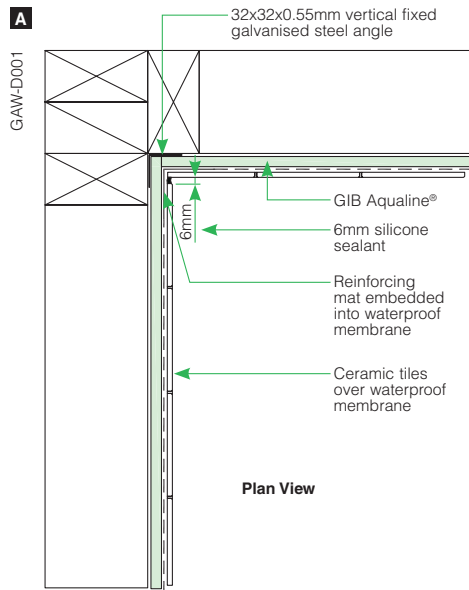 A
GAW-D001
32x32x0.55mm vertical fixed
galvanised steel angle
GIB Aqualine®
6mm
6mm silicone
sealant
Reinforcing
mat embedded
into waterproof
membrane
Ceramic tiles
over waterproof
membrane
Plan View